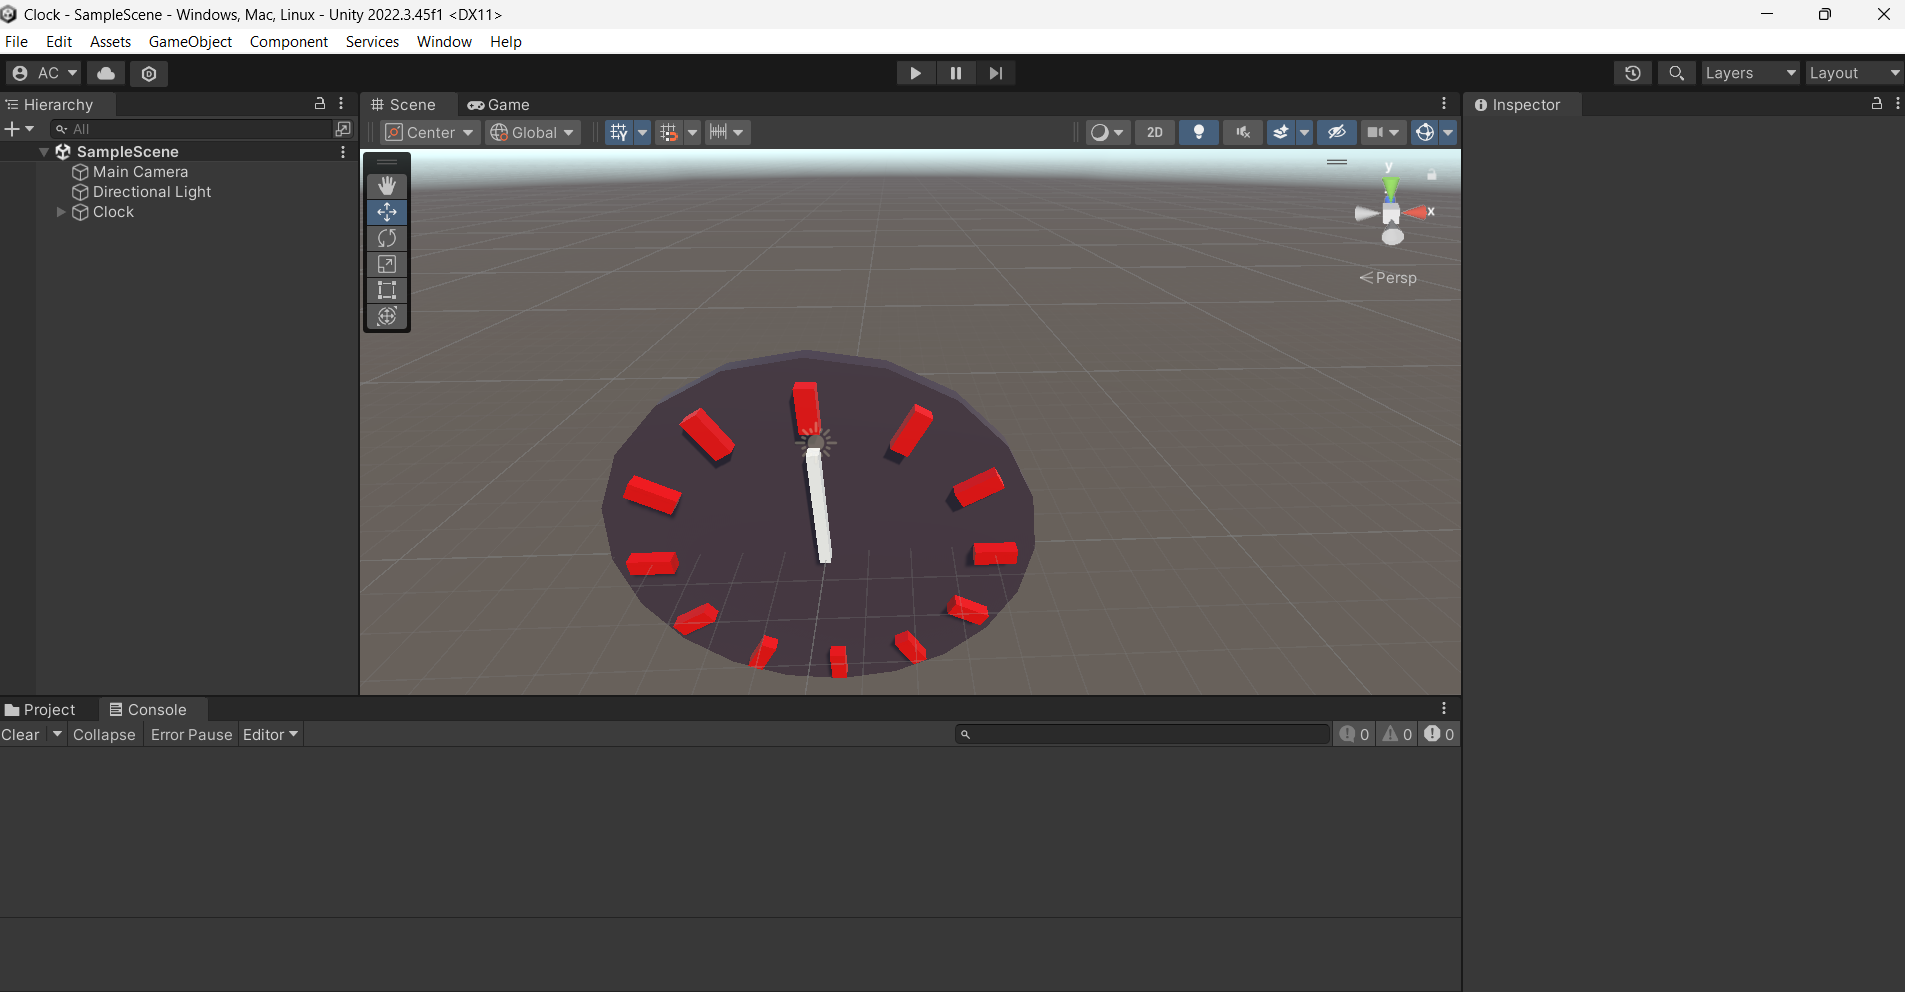 Clock - SampleScene - Windows, Mac, Linux - Unity 2022.3.45f1 <DX11>
File Edit Assets GameObject Component Services Window Help
AC
Layers
Layout
Hierarchy
All
SampleScene
Main Camera
Directional Light
Clock
Scene
Game
Center
Global
2D
y
x
Persp
Inspector
Project
Console
Clear
Collapse
Error Pause
Editor
0
0
0